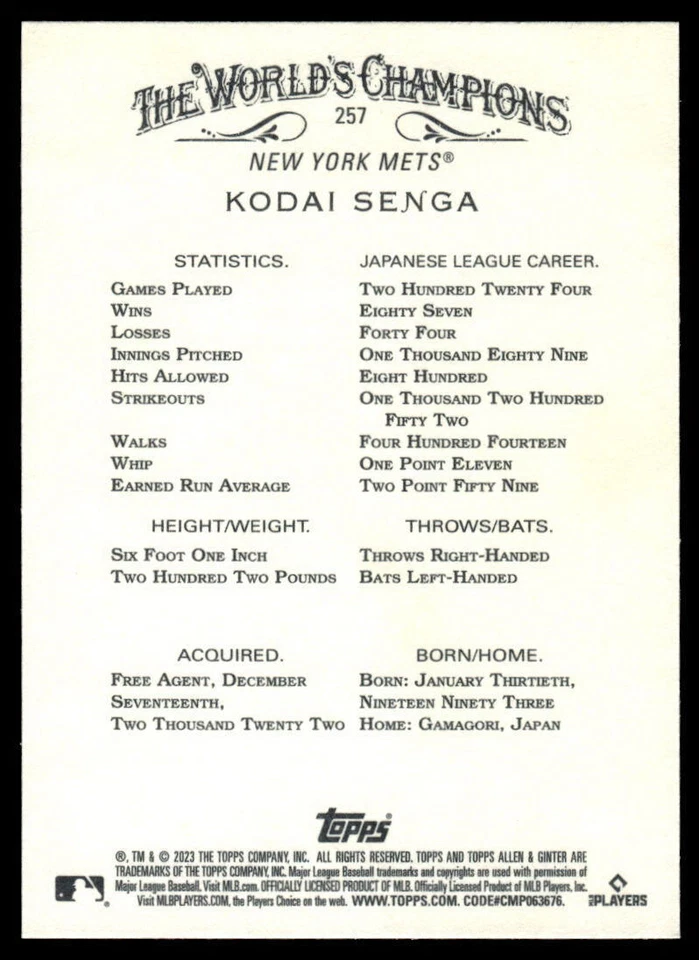 THE WORLD'S CHAMPIONS
257
NEW YORK METS®
KODAI SENGA
STATISTICS. JAPANESE LEAGUE CAREER.
GAMES PLAYED TWO HUNDRED TWENTY FOUR
WINS EIGHTY SEVEN
LOSSES FORTY FOUR
INNINGS PITCHED ONE THOUSAND EIGHTY NINE
HITS ALLOWED EIGHT HUNDRED
STRIKEOUTS ONE THOUSAND TWO HUNDRED
FIFTY TWO
WALKS FOUR HUNDRED FOURTEEN
WHIP ONE POINT ELEVEN
EARNED RUN AVERAGE TWO POINT FIFTY NINE
HEIGHT/WEIGHT. THROWS/BATS.
SIX FOOT ONE INCH THROWS RIGHT-HANDED
TWO HUNDRED TWO POUNDS BATS LEFT-HANDED
ACQUIRED. BORN/HOME.
FREE AGENT, DECEMBER BORN: JANUARY THIRTIETH,
SEVENTEENTH, NINETEEN NINETY THREE
TWO THOUSAND TWENTY TWO HOME: GAMAGORI, JAPAN
Topps®
®, TM & © 2023 THE TOPPS COMPANY, INC. ALL RIGHTS RESERVED. TOPPS AND TOPPS ALLEN & GINTER ARE
TRADEMARKS OF THE TOPPS COMPANY, INC. Major League Baseball trademarks and copyrights are used with permission of
Major League Baseball. Visit MLB.com. OFFICIALLY LICENSED PRODUCT OF MLB. Officially Licensed Product of MLB Players, Inc.
Visit MLBPLAYERS.COM, the Players Choice on the web. WWW.TOPPS.COM. CODE#CMP063676.
MLB PLAYERS